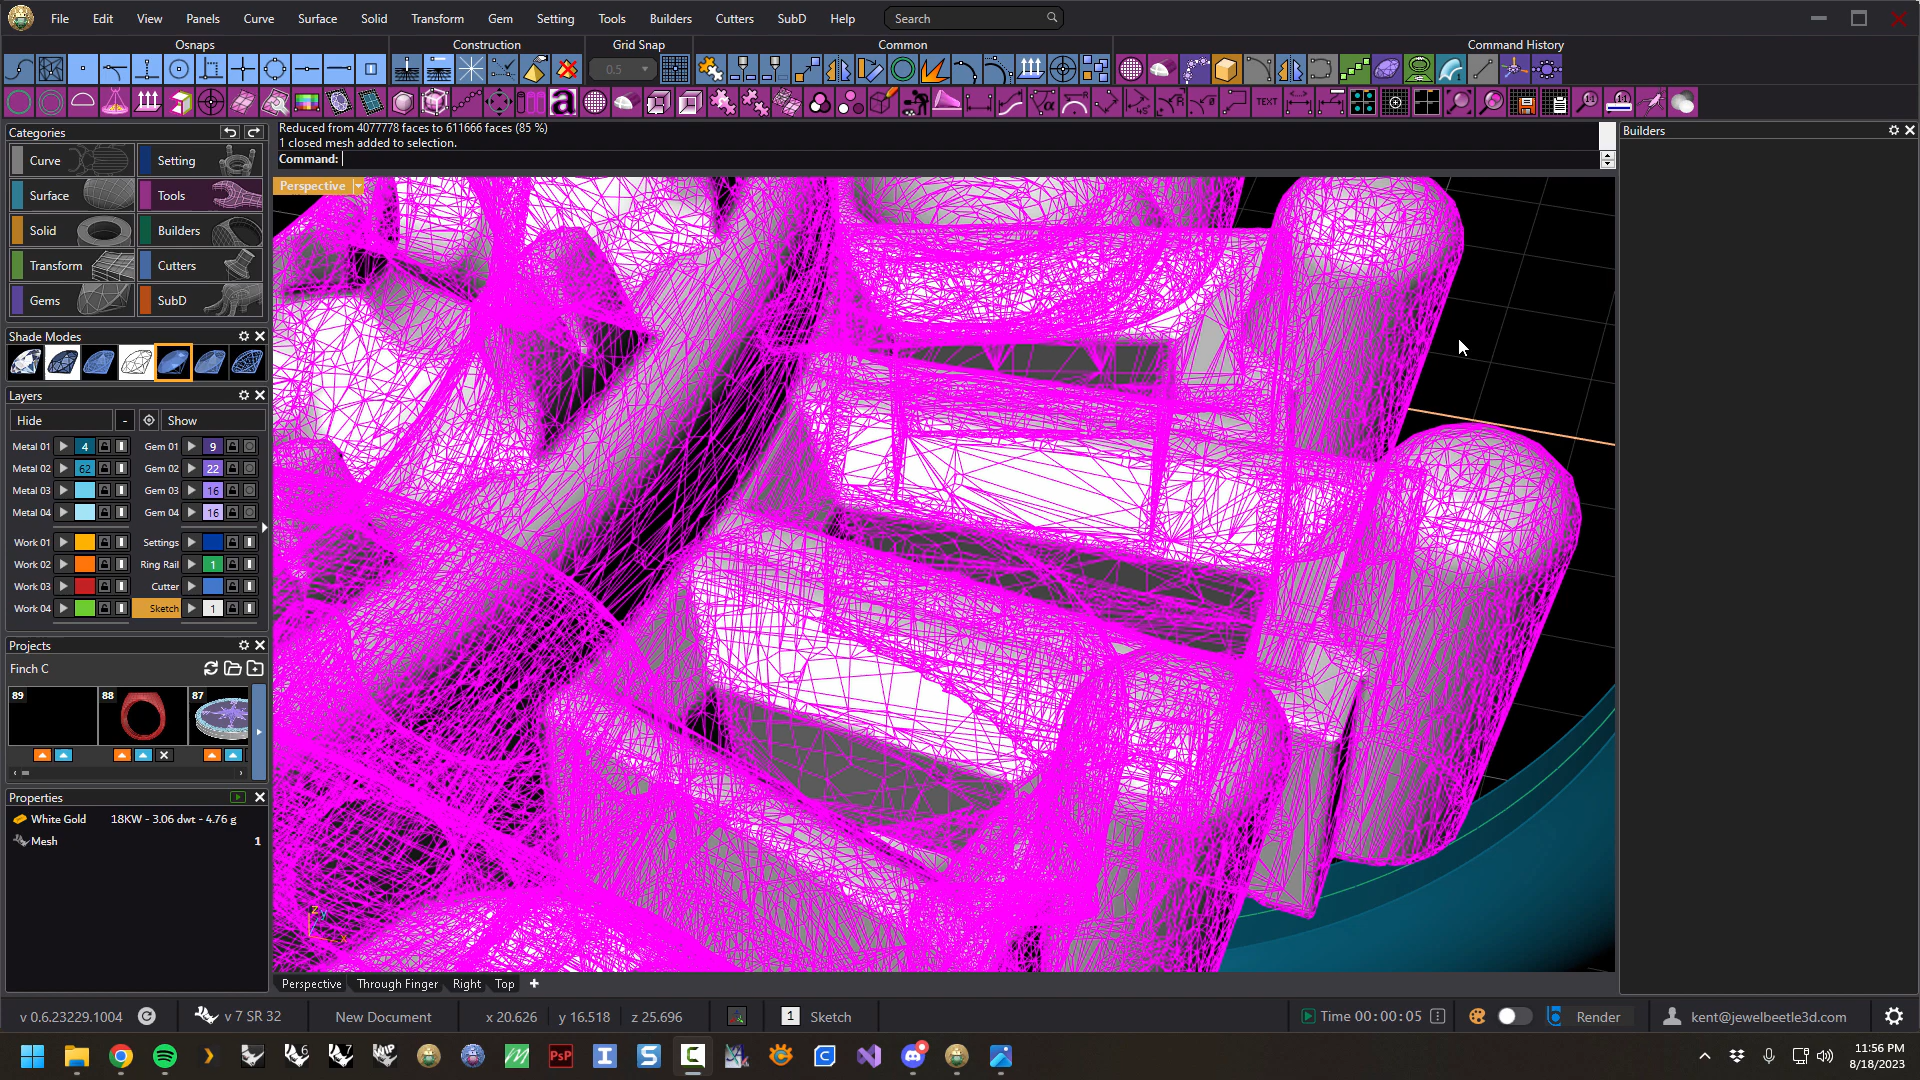 File Edit View Panels Curve Surface Solid Transform Gem Setting Tools Builders Cutters SubD Help Search
Osnaps Construction Grid Snap Common Command History
0.5
a TEXT
Categories
Curve Setting
Surface Tools
Solid Builders
Transform Cutters
Gems SubD
Reduced from 4077778 faces to 611666 faces (85 %)
1 closed mesh added to selection.
Command:
Perspective
Builders
Shade Modes
Layers
Hide - Show
Metal 01 4 Gem 01 9
Metal 02 62 Gem 02 22
Metal 03 Gem 03 16
Metal 04 Gem 04 16
Work 01 Settings
Work 02 Ring Rail 1
Work 03 Cutter
Work 04 Sketch 1
Projects
Finch C
89 88 87
Properties
White Gold 18KW - 3.06 dwt - 4.76 g
Mesh 1
z y x
Perspective Through Finger Right Top +
v 0.6.23229.1004 v 7 SR 32 New Document x 20.626 y 16.518 z 25.696 1 Sketch Time 00:00:05 Render kent@jewelbeetle3d.com
6 7 WIP PsP I S C C
11:56 PM
8/18/2023